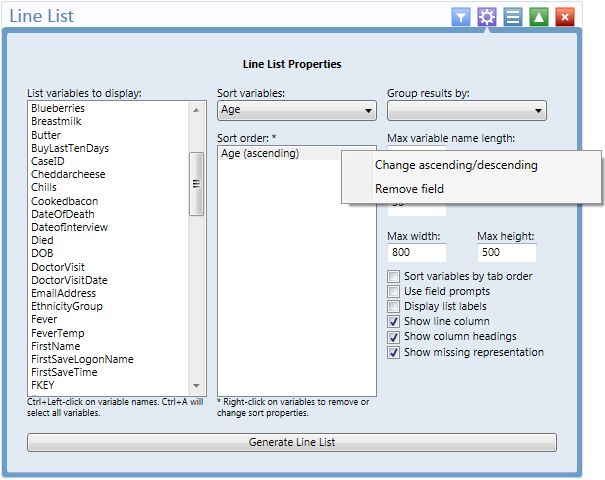 Line List
Line List Properties
List variables to display:
Blueberries
Breastmilk
Butter
BuyLastTenDays
CaseID
Cheddarcheese
Chills
Cookedbacon
DateOfDeath
DateofInterview
Died
DOB
DoctorVisit
DoctorVisitDate
EmailAddress
EthnicityGroup
Fever
FeverTemp
FirstName
FirstSaveLogonName
FirstSaveTime
FKEY
Ctrl+Left-click on variable names. Ctrl+A will
select all variables.
Sort variables:
Age
Sort order: *
Age (ascending)
* Right-click on variables to remove or
change sort properties.
Group results by:
Max variable name length:
Change ascending/descending
Remove field
Max width:
Max height:
800
500
Sort variables by tab order
Use field prompts
Display list labels
Show line column
Show column headings
Show missing representation
Generate Line List